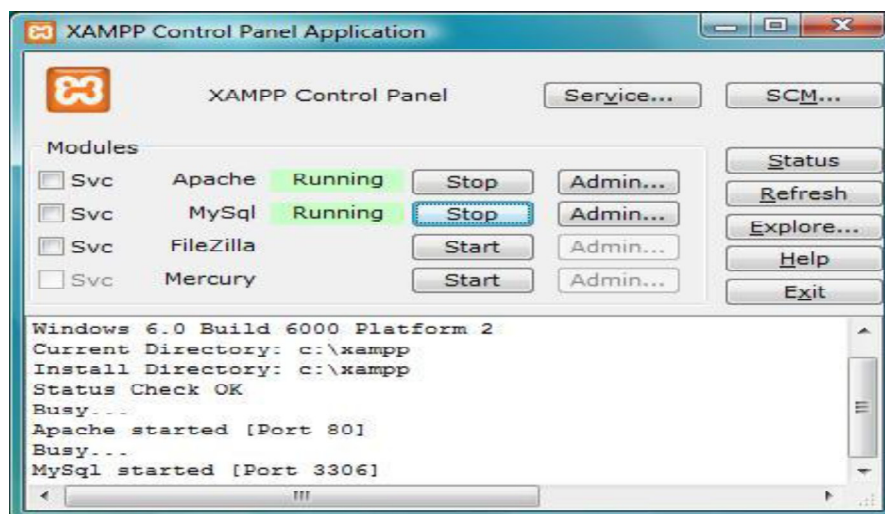 XAMPP Control Panel Application
XAMPP Control Panel Service... SCM...
Modules
Svc Apache Running Stop Admin...
Svc MySql Running Stop Admin...
Svc FileZilla Start Admin...
Svc Mercury Start Admin...
Status
Refresh
Explore...
Help
Exit
Windows 6.0 Build 6000 Platform 2
Current Directory: c:\xampp
Install Directory: c:\xampp
Status Check OK
Busy...
Apache started [Port 80]
Busy...
MySql started [Port 3306]